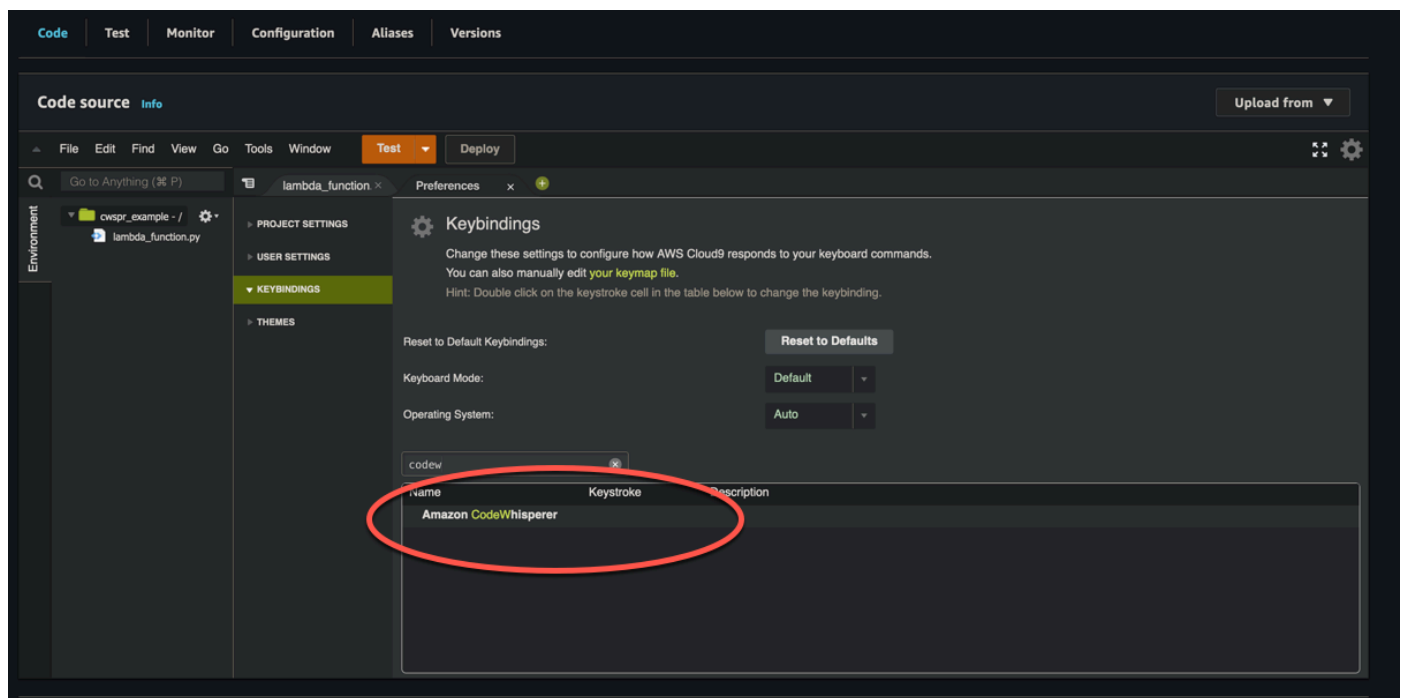 Code Test Monitor Configuration Aliases Versions
Code source Info
Upload from
File Edit Find View Go Tools Window Test Deploy
Go to Anything (⌘ P)
lambda_function Preferences
Environment
cwspr_example - /
lambda_function.py
PROJECT SETTINGS
USER SETTINGS
KEYBINDINGS
THEMES
Keybindings
Change these settings to configure how AWS Cloud9 responds to your keyboard commands.
You can also manually edit your keymap file.
Hint: Double click on the keystroke cell in the table below to change the keybinding.
Reset to Default Keybindings: Reset to Defaults
Keyboard Mode: Default
Operating System: Auto
codew
Name Keystroke Description
Amazon CodeWhisperer